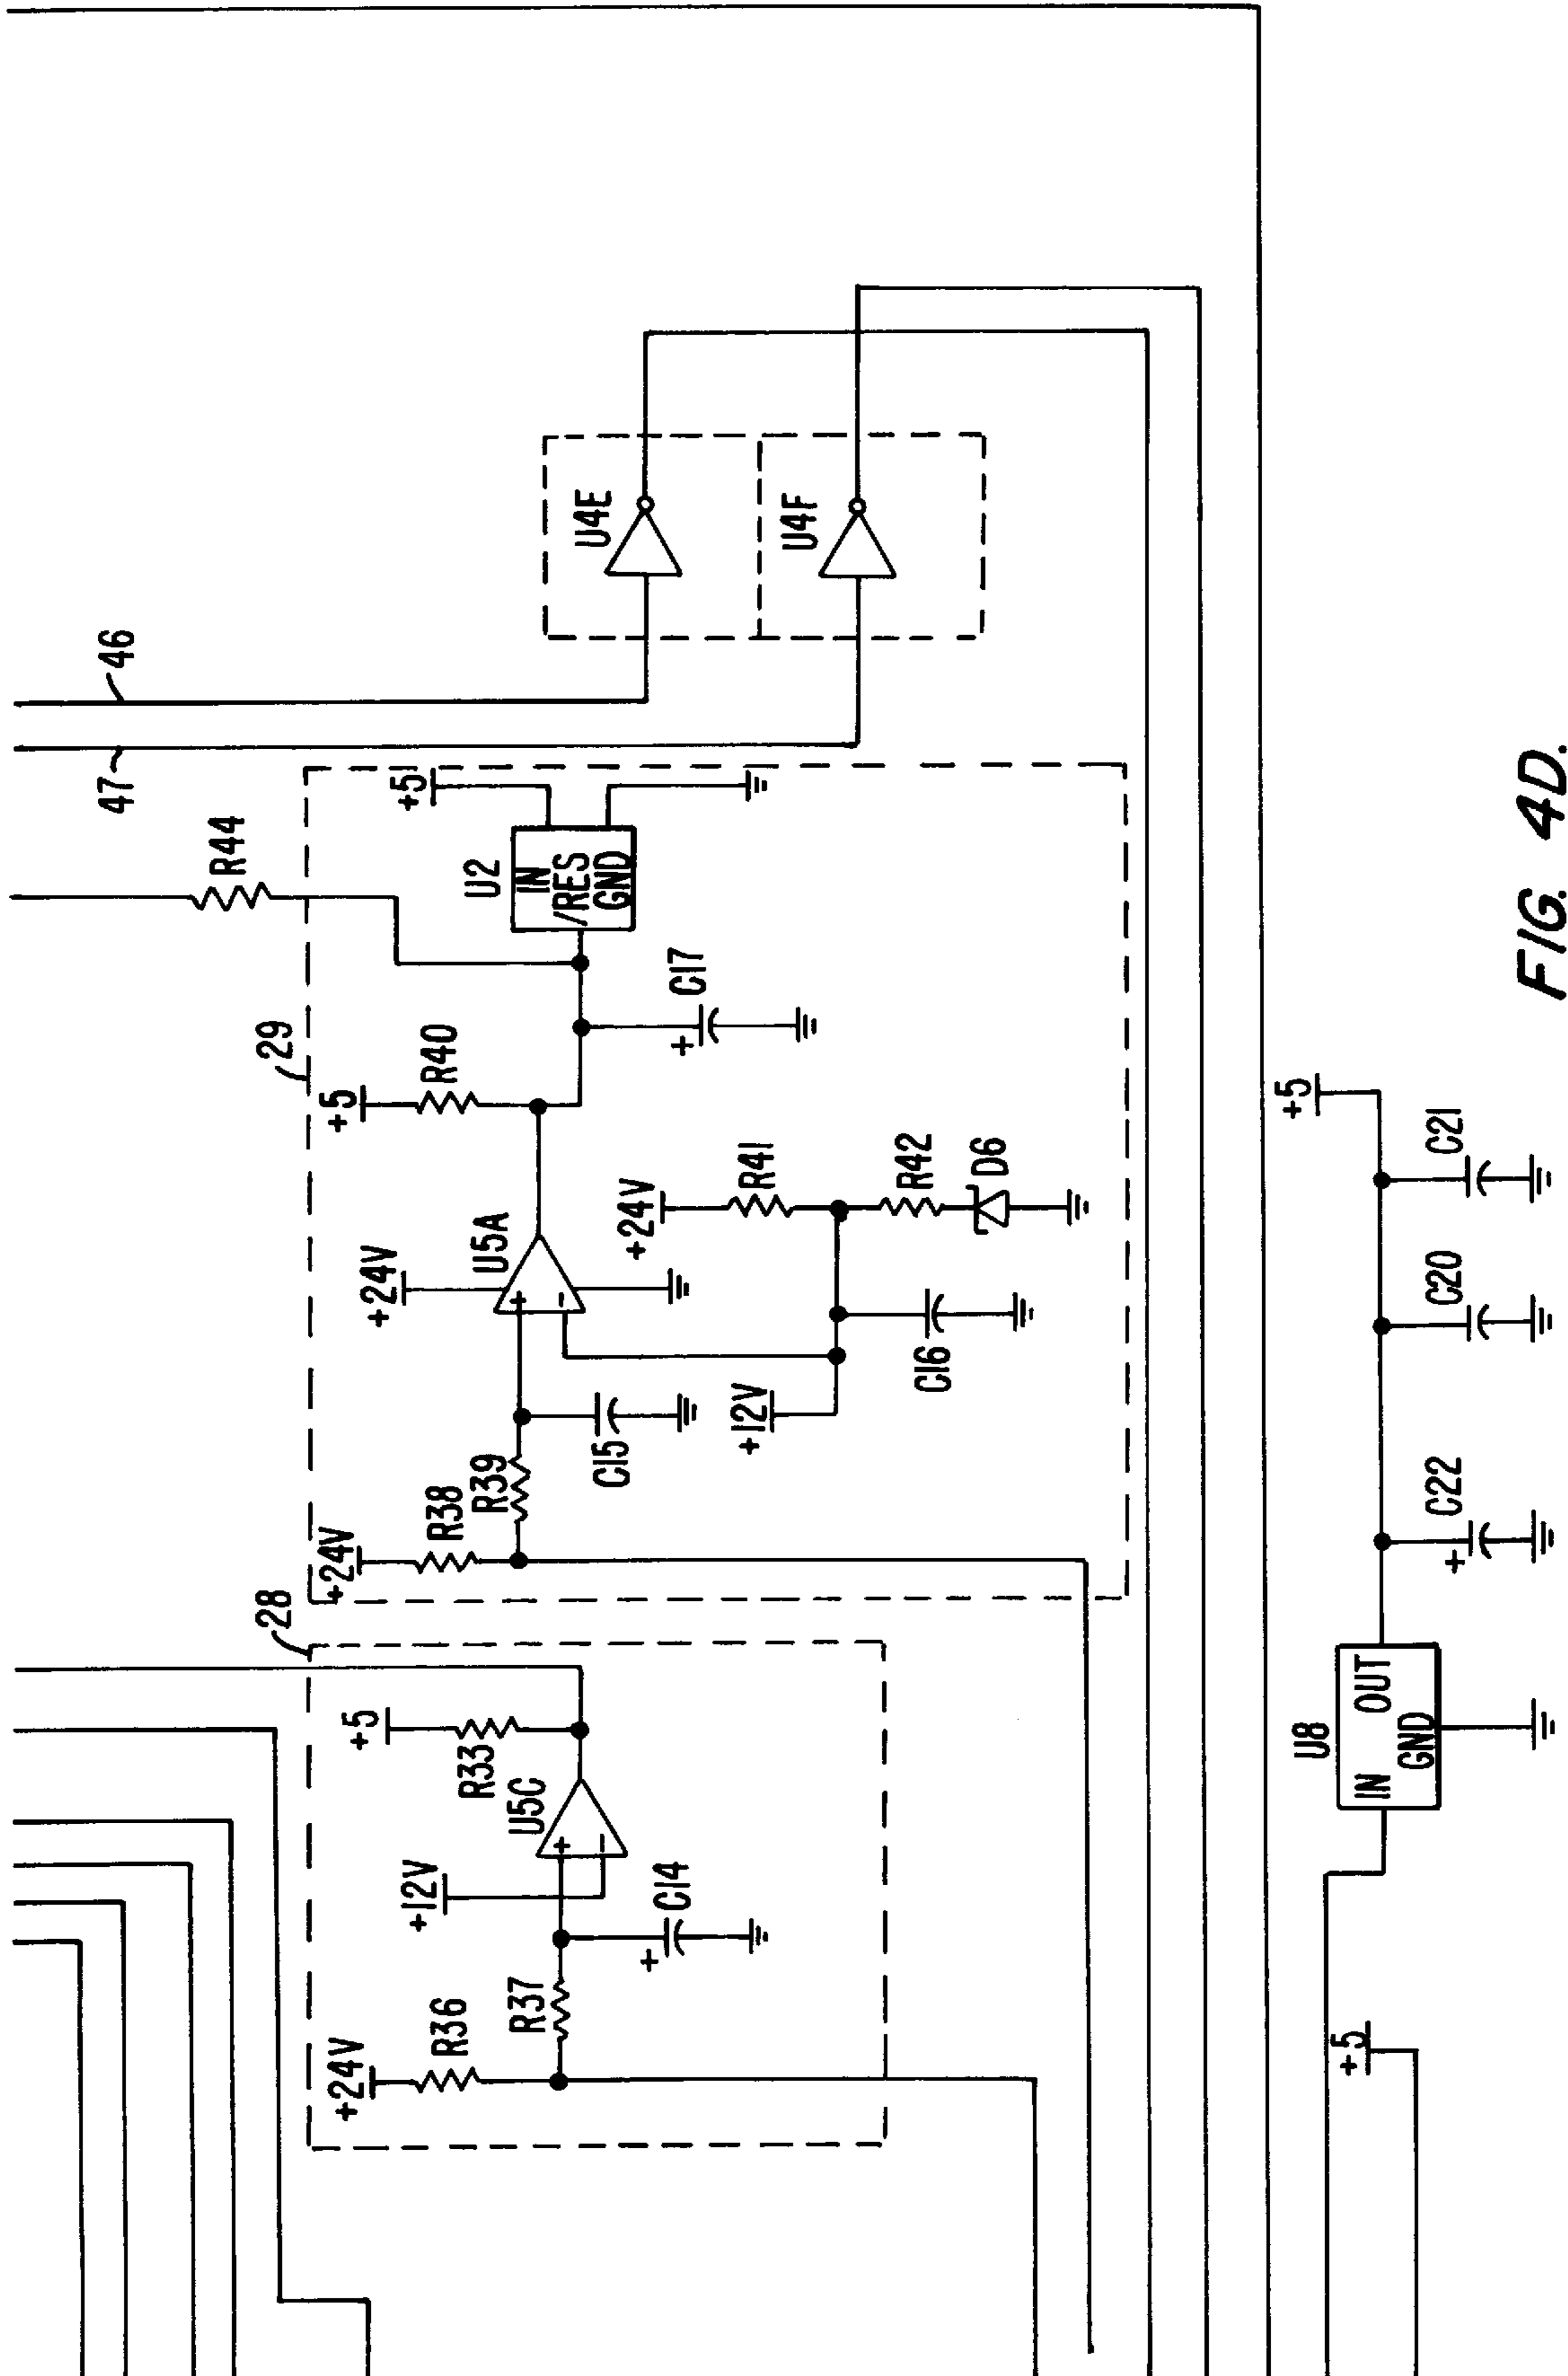 46
47
R44
29
+5
+5
R40
U2
IN
/RES
GND
C17
+
U4E
U4F
+24V
U5A
+
-
+24V
R41
R42
D6
+24V
R38
R39
C15
+12V
C16
28
+5
R33
U5C
+
-
+12V
C14
+
+24V
R36
R37
+5
U8
IN
OUT
GND
C22
+
C20
C21
+5
FIG. 4D.